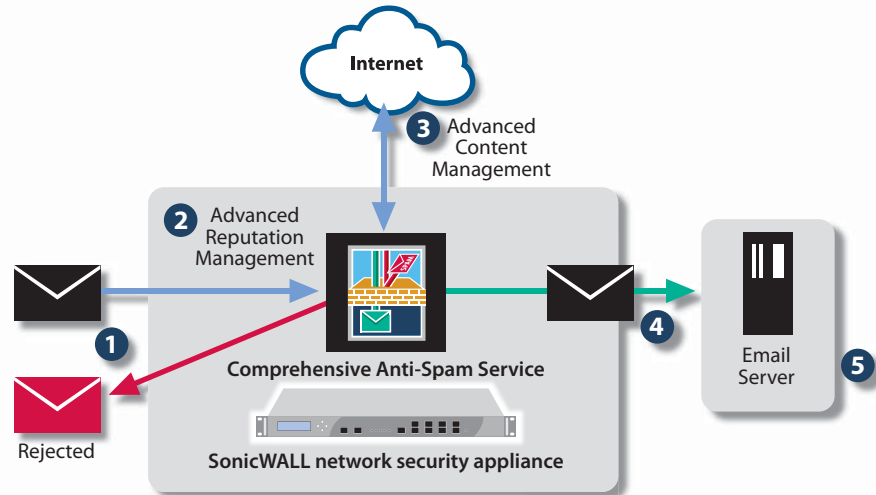 Internet
3
Advanced
Content
Management
2
Advanced
Reputation
Management
1
Rejected
SPAM
Comprehensive Anti-Spam Service
SonicWALL network security appliance
4
Email
Server
5